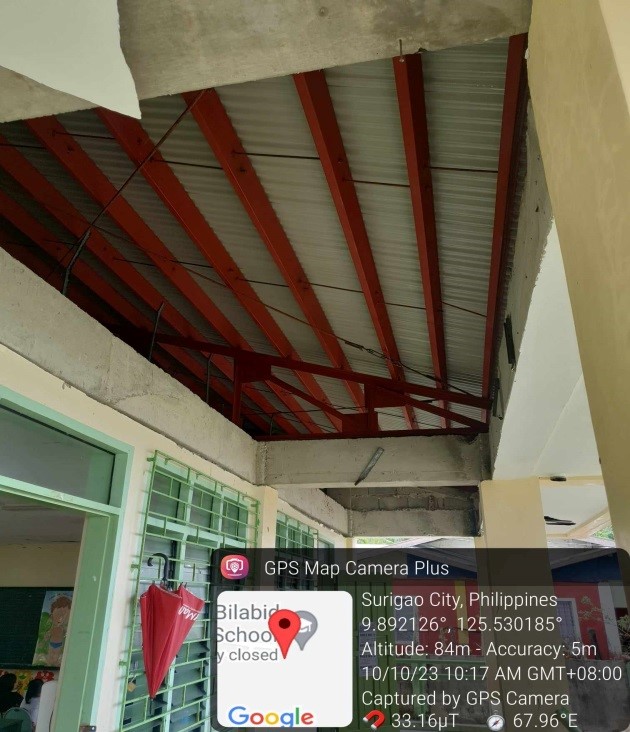 GPS Map Camera Plus
Bilabid
School
y closed
Google
Surigao City, Philippines
9.892126°, 125.530185°
Altitude: 84m - Accuracy: 5m
10/10/23 10:17 AM GMT+08:00
Captured by GPS Camera
33.16µT
67.96°E